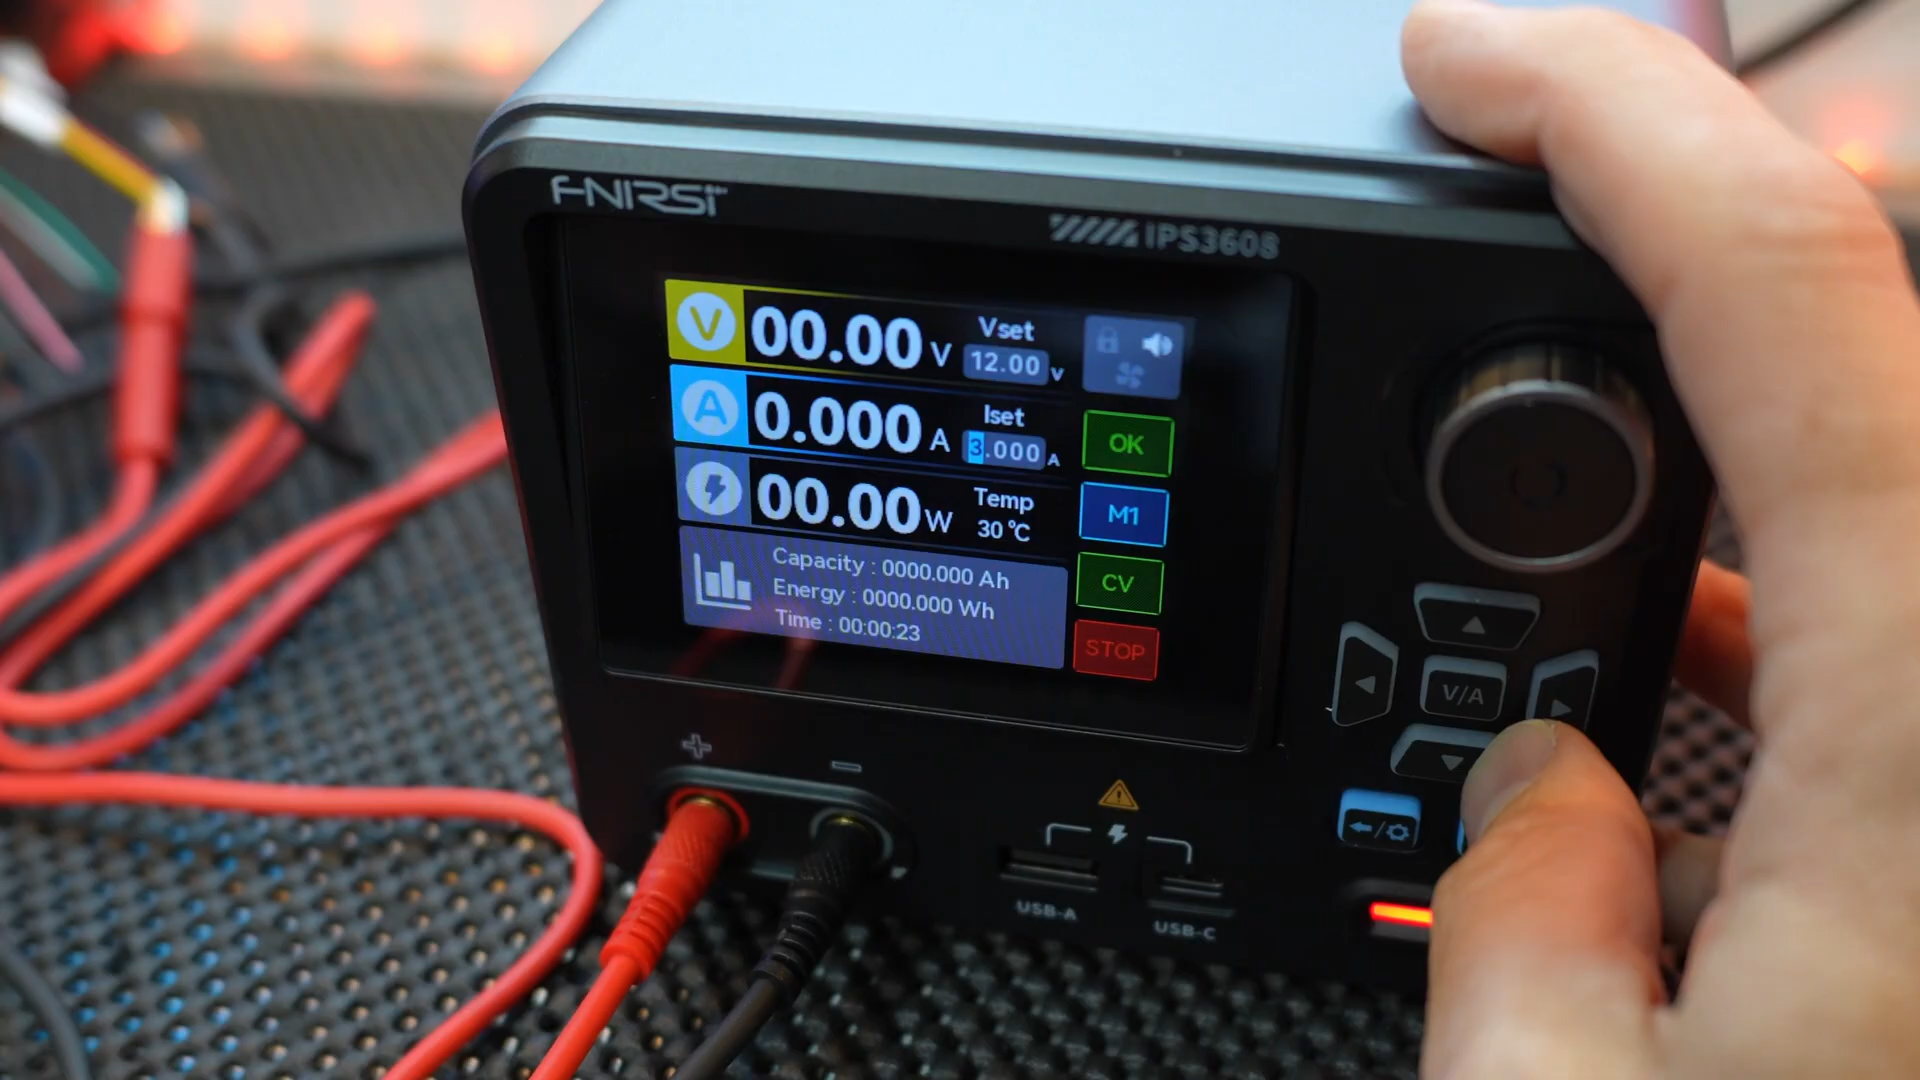 FNIRSI
IPS3608
V 00.00 V Vset 12.00 V
A 0.000 A Iset 3.000 A
00.00 W Temp 30 ℃
Capacity : 0000.000 Ah
Energy : 0000.000 Wh
Time : 00:00:23
OK
M1
CV
STOP
V/A
+ −
USB-A
USB-C